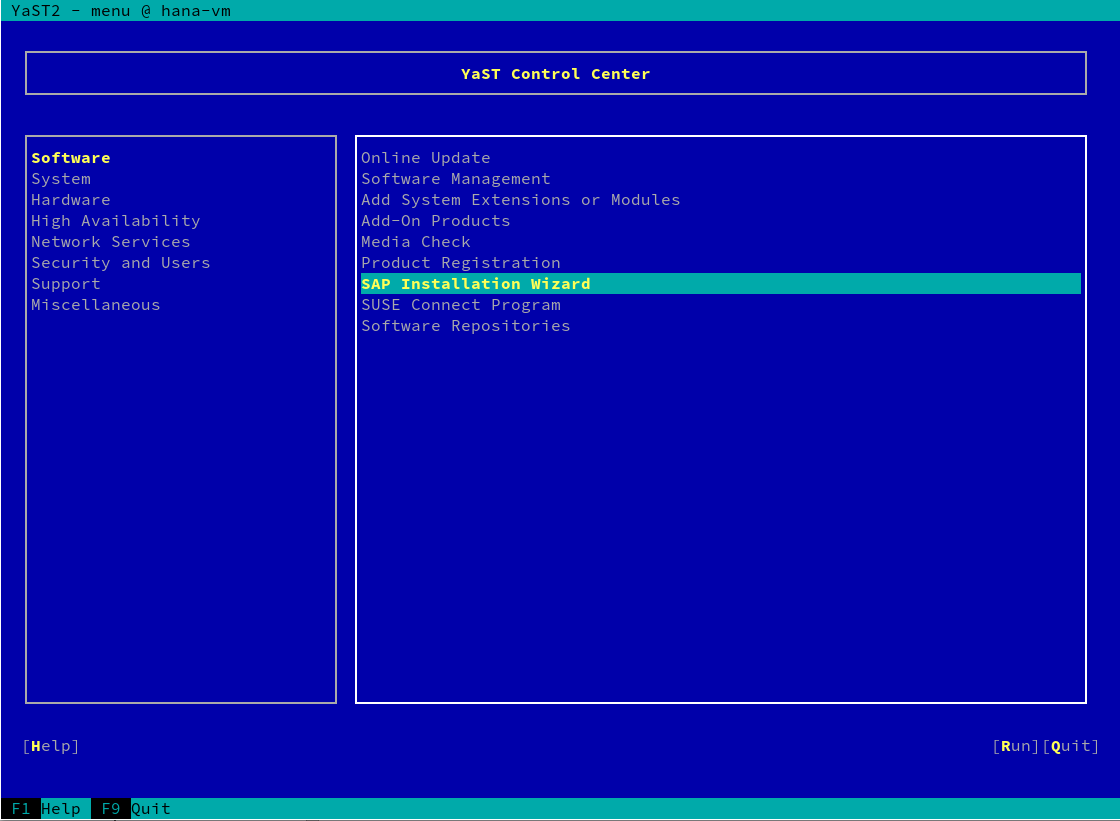 YaST2 - menu @ hana-vm
YaST Control Center
Software
System
Hardware
High Availability
Network Services
Security and Users
Support
Miscellaneous
Online Update
Software Management
Add System Extensions or Modules
Add-On Products
Media Check
Product Registration
SAP Installation Wizard
SUSE Connect Program
Software Repositories
[Help] [Run][Quit]
F1 Help F9 Quit